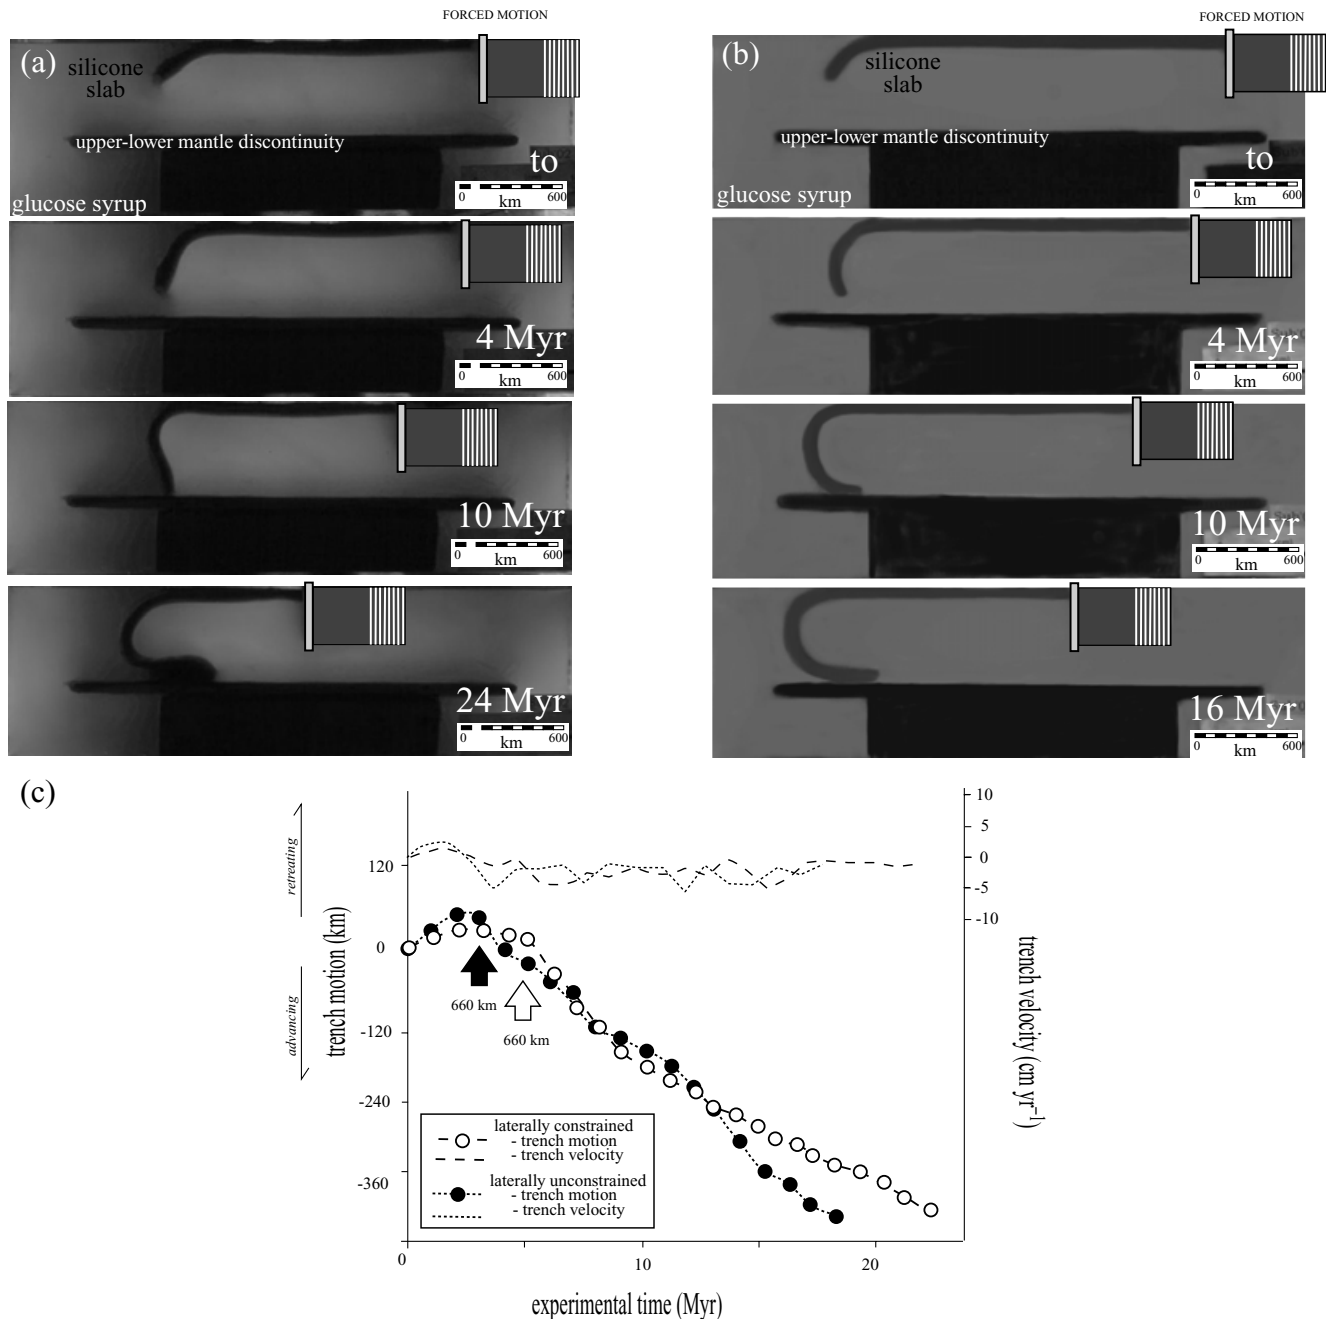 FORCED MOTION
(a)
silicone
slab
upper-lower mantle discontinuity
to
glucose syrup
0 600
km
4 Myr
0 600
km
10 Myr
0 600
km
24 Myr
0 600
km
FORCED MOTION
(b)
silicone
slab
upper-lower mantle discontinuity
to
glucose syrup
0 600
km
4 Myr
0 600
km
10 Myr
0 600
km
16 Myr
0 600
km
(c)
retreating
advancing
trench motion (km)
120
0
-120
-240
-360
10
5
0
-5
-10
trench velocity (cm yr⁻¹)
660 km
660 km
laterally constrained
- trench motion
- trench velocity
laterally unconstrained
- trench motion
- trench velocity
0 10 20
experimental time (Myr)